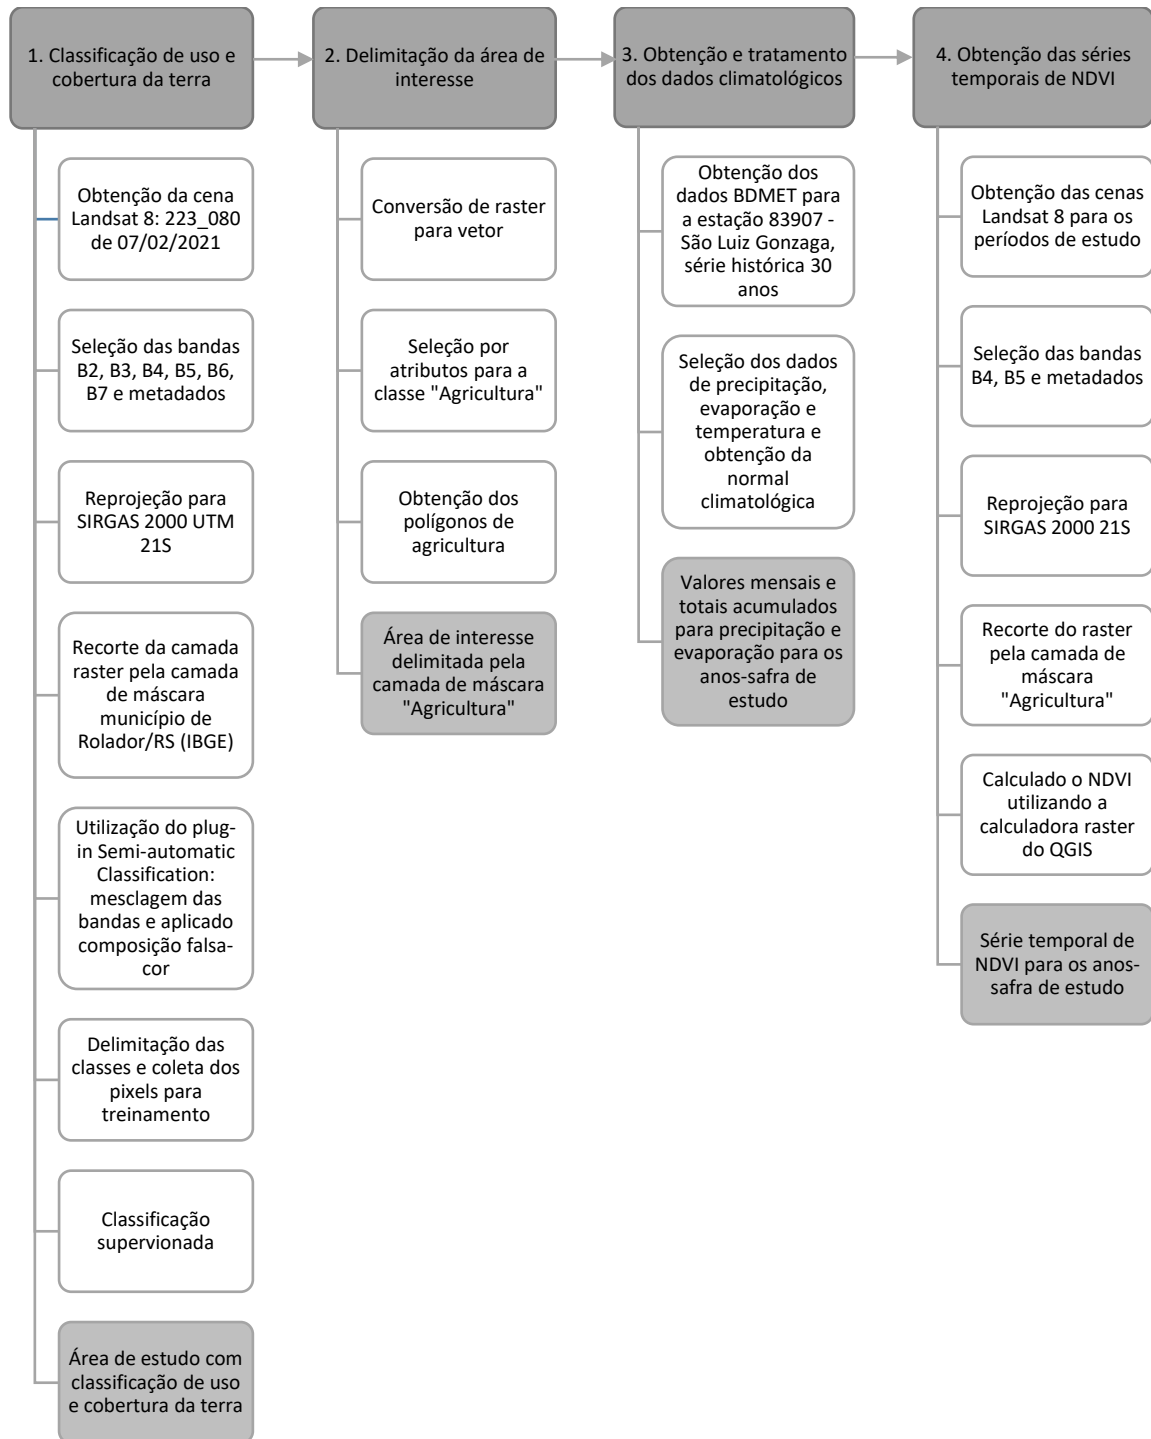 1. Classificação de uso e
cobertura da terra
Obtenção da cena
Landsat 8: 223_080
de 07/02/2021
Seleção das bandas
B2, B3, B4, B5, B6,
B7 e metadados
Reprojeção para
SIRGAS 2000 UTM
21S
Recorte da camada
raster pela camada
de máscara
município de
Rolador/RS (IBGE)
Utilização do plug-
in Semi-automatic
Classification:
mesclagem das
bandas e aplicado
composição falsa-
cor
Delimitação das
classes e coleta dos
pixels para
treinamento
Classificação
supervionada
Área de estudo com
classificação de uso
e cobertura da terra
2. Delimitação da área de
interesse
Conversão de raster
para vetor
Seleção por
atributos para a
classe "Agricultura"
Obtenção dos
polígonos de
agricultura
Área de interesse
delimitada pela
camada de máscara
"Agricultura"
3. Obtenção e tratamento
dos dados climatológicos
Obtenção dos
dados BDMET para
a estação 83907 -
São Luiz Gonzaga,
série histórica 30
anos
Seleção dos dados
de precipitação,
evaporação e
temperatura e
obtenção da
normal
climatológica
Valores mensais e
totais acumulados
para precipitação e
evaporação para os
anos-safra de
estudo
4. Obtenção das séries
temporais de NDVI
Obtenção das cenas
Landsat 8 para os
períodos de estudo
Seleção das bandas
B4, B5 e metadados
Reprojeção para
SIRGAS 2000 21S
Recorte do raster
pela camada de
máscara
"Agricultura"
Calculado o NDVI
utilizando a
calculadora raster
do QGIS
Série temporal de
NDVI para os anos-
safra de estudo